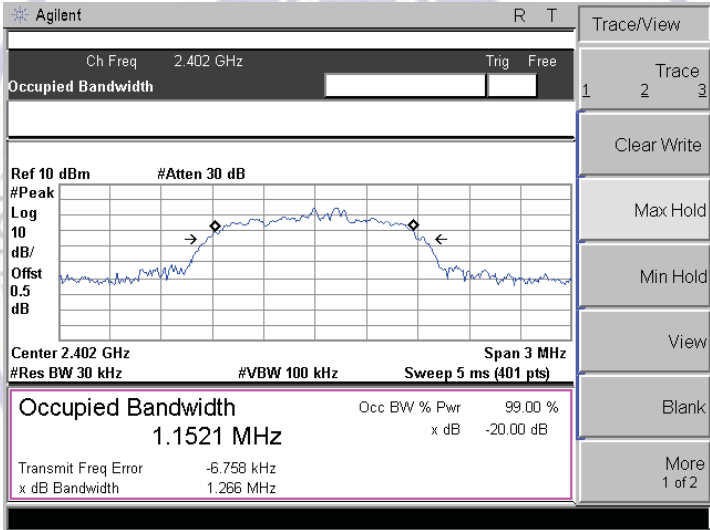 Agilent R T
Ch Freq 2.402 GHz Trig Free
Occupied Bandwidth
Ref 10 dBm #Atten 30 dB
#Peak
Log
10
dB/
Offst
0.5
dB
Center 2.402 GHz Span 3 MHz
#Res BW 30 kHz #VBW 100 kHz Sweep 5 ms (401 pts)
Occupied Bandwidth
1.1521 MHz
Occ BW % Pwr 99.00 %
x dB -20.00 dB
Transmit Freq Error -6.758 kHz
x dB Bandwidth 1.266 MHz
Trace/View
Trace
1 2 3
Clear Write
Max Hold
Min Hold
View
Blank
More
1 of 2